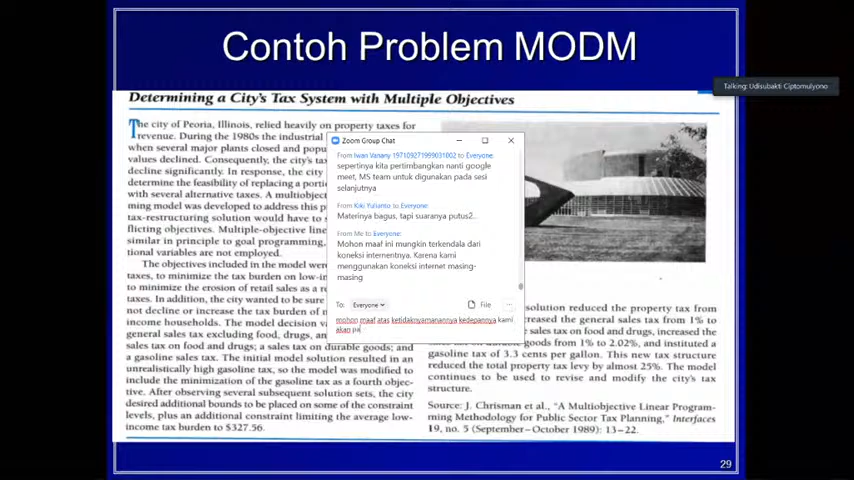 Contoh Problem MODM
Talking: Udisubakti Ciptomulyono
Determining a City's Tax System with Multiple Objectives
The city of Peoria, Illinois, relied heavily on property taxes for
revenue. During the 1980s the industrial
when several major plants closed and popu
values declined. Consequently, the city's tax
decline significantly. In response, the city
determine the feasibility of replacing a portio
with several alternative taxes. A multiobject
ming model was developed to address this p
tax-restructuring solution would have to s
flicting objectives. Multiple-objective line
similar in principle to goal programming,
tional variables are not employed.
The objectives included in the model were
taxes, to minimize the tax burden on low-in
to minimize the erosion of retail sales as a re
taxes. In addition, the city wanted to be sure
not decline or increase the tax burden of m
income households. The model decision va
general sales tax excluding food, drugs, an
sales tax on food and drugs; a sales tax on durable goods; and
a gasoline sales tax. The initial model solution resulted in an
unrealistically high gasoline tax, so the model was modified to
include the minimization of the gasoline tax as a fourth objec-
tive. After observing several subsequent solution sets, the city
desired additional bounds to be placed on some of the constraint
levels, plus an additional constraint limiting the average low-
income tax burden to $327.56.
Zoom Group Chat
From Iwan Vanany 197109271999031002 to Everyone:
sepertinya kita pertimbangkan nanti google
meet, MS team untuk digunakan pada sesi
selanjutnya
From Kiki Yulianto to Everyone:
Materinya bagus, tapi suaranya putus2..
From Me to Everyone:
Mohon maaf ini mungkin terkendala dari
koneksi internentnya. Karena kami
menggunakan koneksi internet masing-
masing
To: Everyone File ...
mohon maaf atas ketidaknyamanannya kedepannya kami
akan pa
solution reduced the property tax from
creased the general sales tax from 1% to
sales tax on food and drugs, increased the
goods from 1% to 2.02%, and instituted a
gasoline tax of 3.3 cents per gallon. This new tax structure
reduced the total property tax levy by almost 25%. The model
continues to be used to revise and modify the city's tax
structure.
Source: J. Chrisman et al., "A Multiobjective Linear Program-
ming Methodology for Public Sector Tax Planning," Interfaces
19, no. 5 (September–October 1989): 13–22.
29